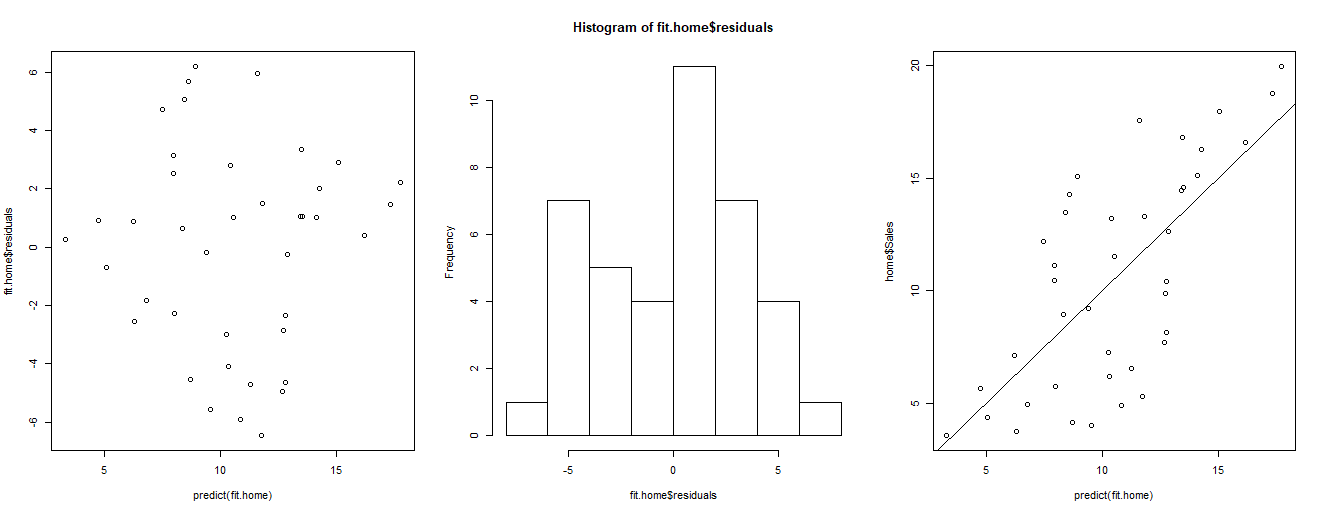 Histogram of fit.home$residuals
fit.home$residuals
6
4
2
0
-2
-4
-6
5 10 15
predict(fit.home)
Frequency
10
8
6
4
2
0
-5 0 5
fit.home$residuals
home$Sales
20
15
10
5
5 10 15
predict(fit.home)